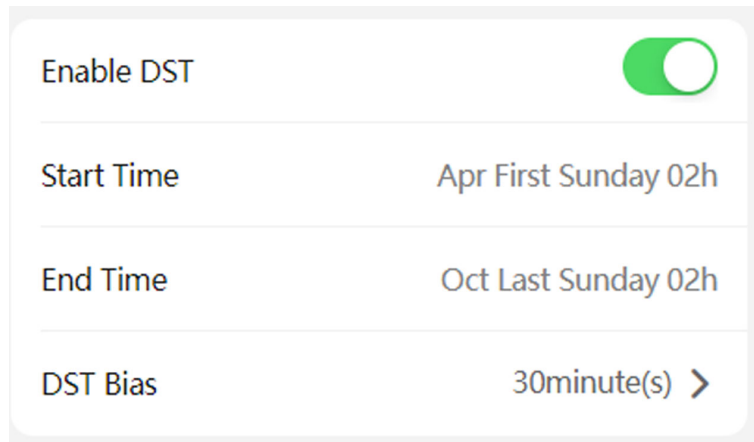 Enable DST
Start Time Apr First Sunday 02h
End Time Oct Last Sunday 02h
DST Bias 30minute(s)